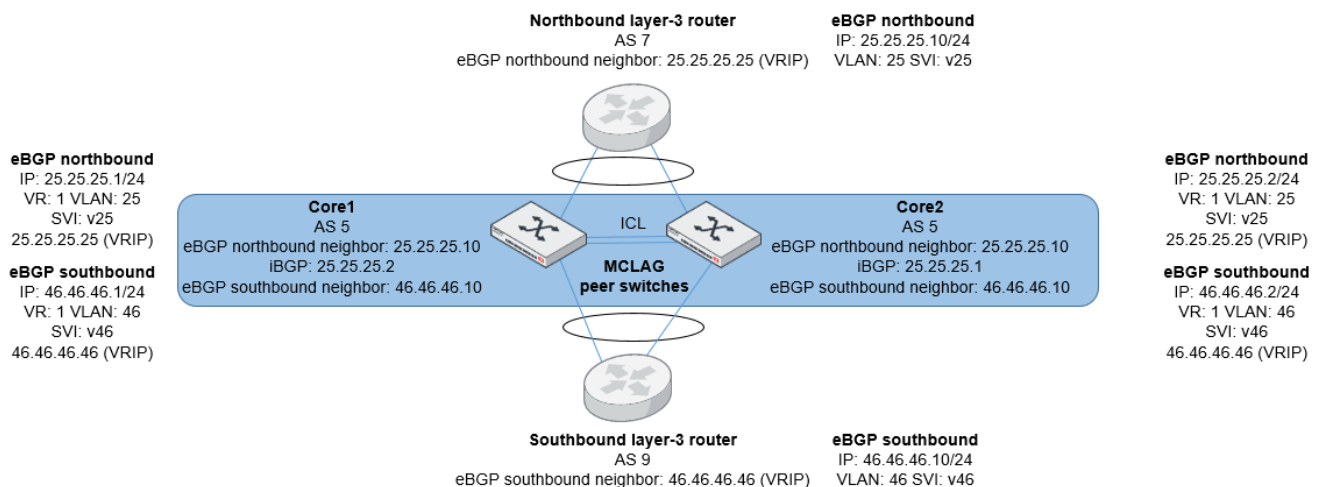 Northbound layer-3 router
AS 7
eBGP northbound neighbor: 25.25.25.25 (VRIP)
eBGP northbound
IP: 25.25.25.10/24
VLAN: 25 SVI: v25
eBGP northbound
IP: 25.25.25.1/24
VR: 1 VLAN: 25
SVI: v25
25.25.25.25 (VRIP)
eBGP southbound
IP: 46.46.46.1/24
VR: 1 VLAN: 46
SVI: v46
46.46.46.46 (VRIP)
Core1
AS 5
eBGP northbound neighbor: 25.25.25.10
iBGP: 25.25.25.2
eBGP southbound neighbor: 46.46.46.10
ICL
MCLAG
peer switches
Core2
AS 5
eBGP northbound neighbor: 25.25.25.10
iBGP: 25.25.25.1
eBGP southbound neighbor: 46.46.46.10
eBGP northbound
IP: 25.25.25.2/24
VR: 1 VLAN: 25
SVI: v25
25.25.25.25 (VRIP)
eBGP southbound
IP: 46.46.46.2/24
VR: 1 VLAN: 46
SVI: v46
46.46.46.46 (VRIP)
Southbound layer-3 router
AS 9
eBGP southbound neighbor: 46.46.46.46 (VRIP)
eBGP southbound
IP: 46.46.46.10/24
VLAN: 46 SVI: v46